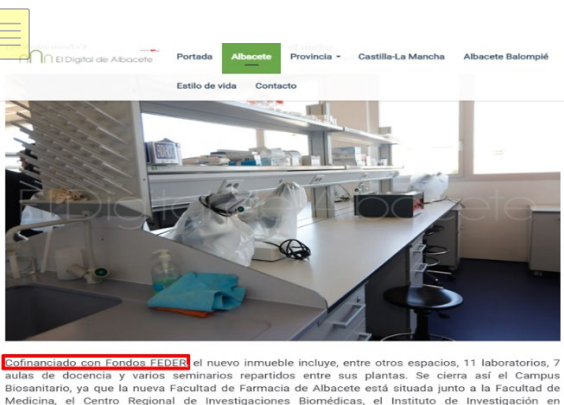 El Digital de Albacete Portada Albacete Provincia Castilla-La Mancha Albacete Balompié
Estilo de vida Contacto
El Digital de Albacete
Cofinanciado con Fondos FEDER el nuevo inmueble incluye, entre otros espacios, 11 laboratorios, 7
aulas de docencia y varios seminarios repartidos entre sus plantas. Se cierra así el Campus
Biosanitario, ya que la nueva Facultad de Farmacia de Albacete está situada junto a la Facultad de
Medicina, el Centro Regional de Investigaciones Biomédicas, el Instituto de Investigación en